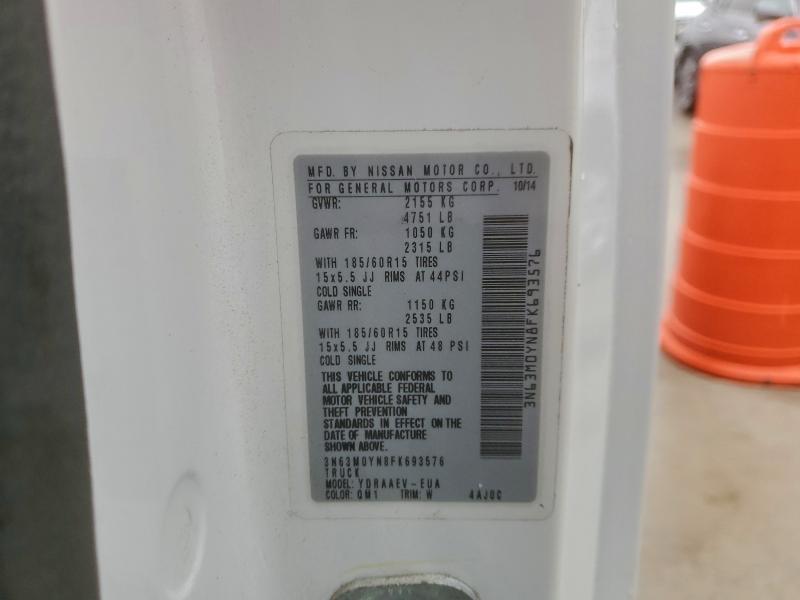 MFD. BY NISSAN MOTOR CO., LTD.
FOR GENERAL MOTORS CORP. 10/14
GVWR: 2155 KG
4751 LB
GAWR FR: 1050 KG
2315 LB
WITH 185/60R15 TIRES
15x5.5 JJ RIMS AT 44PSI
COLD SINGLE
GAWR RR: 1150 KG
2535 LB
WITH 185/60R15 TIRES
15x5.5 JJ RIMS AT 48 PSI
COLD SINGLE
THIS VEHICLE CONFORMS TO
ALL APPLICABLE FEDERAL
MOTOR VEHICLE SAFETY AND
THEFT PREVENTION
STANDARDS IN EFFECT ON THE
DATE OF MANUFACTURE
SHOWN ABOVE.
3N63M0YN8FK693576
TRUCK
MODEL: YDRAAEV-EUA
COLOR: QM1 TRIM: W 4AJ0C
3N63M0YN8FK693576